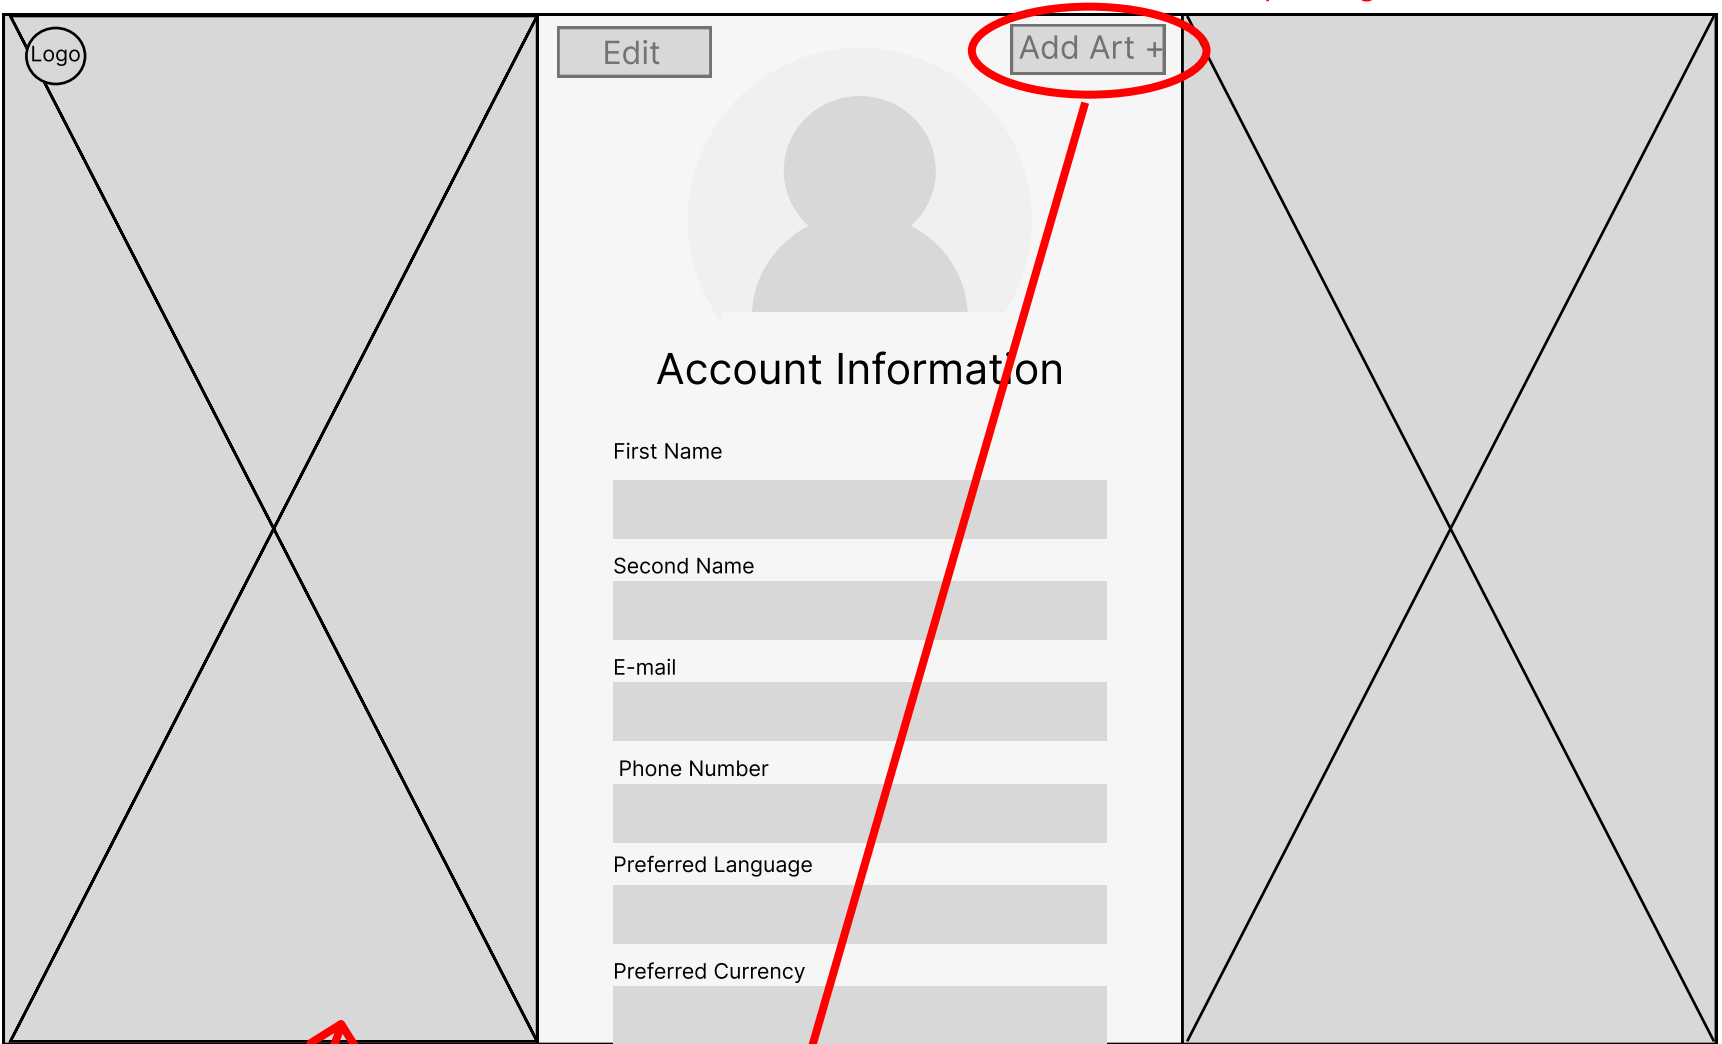 Logo
Edit
Add Art +
Account Information
First Name
Second Name
E-mail
Phone Number
Preferred Language
Preferred Currency